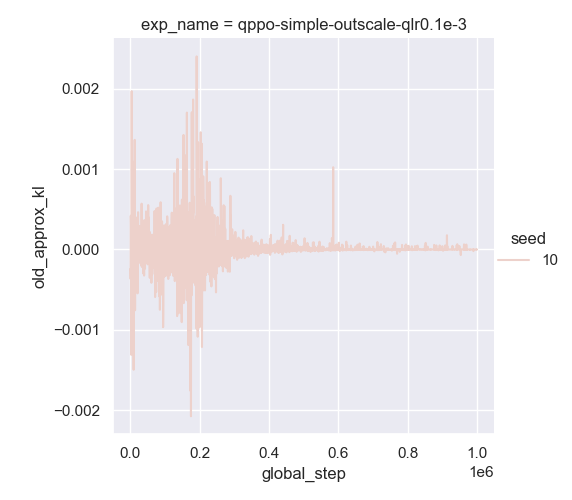 exp_name = qppo-simple-outscale-qlr0.1e-3
old_approx_kl
0.002
0.001
0.000
−0.001
−0.002
0.0 0.2 0.4 0.6 0.8 1.0
1e6
global_step
seed
10